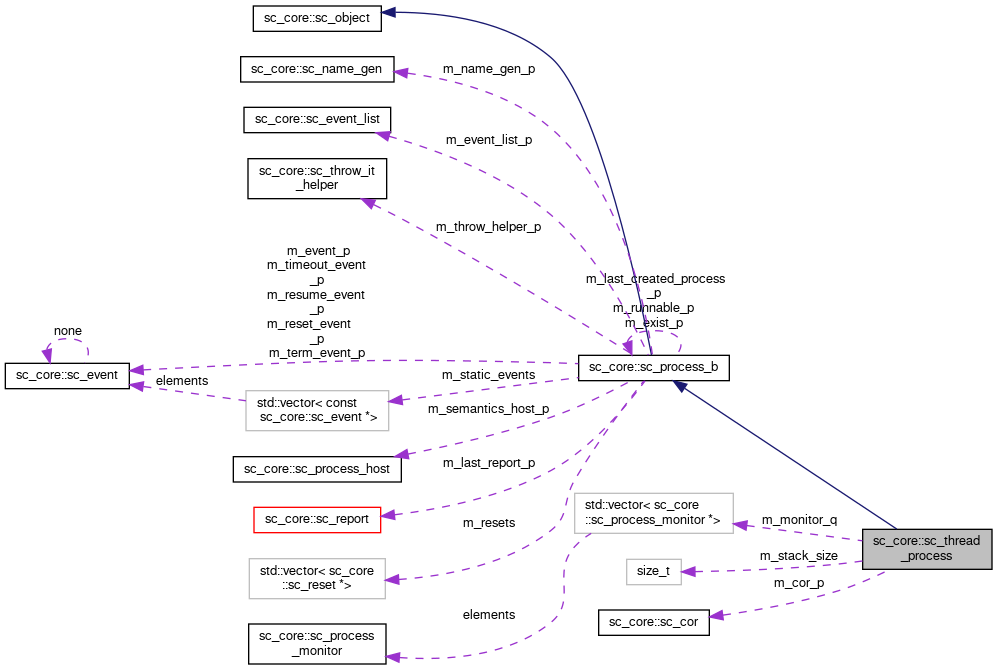 sc_core::sc_object
sc_core::sc_name_gen
m_name_gen_p
sc_core::sc_event_list
m_event_list_p
sc_core::sc_throw_it
_helper
m_throw_helper_p
m_event_p
m_timeout_event
_p
m_resume_event
_p
m_reset_event
_p
m_term_event_p
m_last_created_process
_p
m_runnable_p
m_exist_p
none
sc_core::sc_event
elements
sc_core::sc_process_b
m_static_events
std::vector< const
sc_core::sc_event *>
m_semantics_host_p
sc_core::sc_process_host
m_last_report_p
sc_core::sc_report
m_resets
std::vector< sc_core
::sc_reset *>
std::vector< sc_core
::sc_process_monitor *>
m_monitor_q
sc_core::sc_thread
_process
m_stack_size
size_t
m_cor_p
sc_core::sc_cor
elements
sc_core::sc_process
_monitor